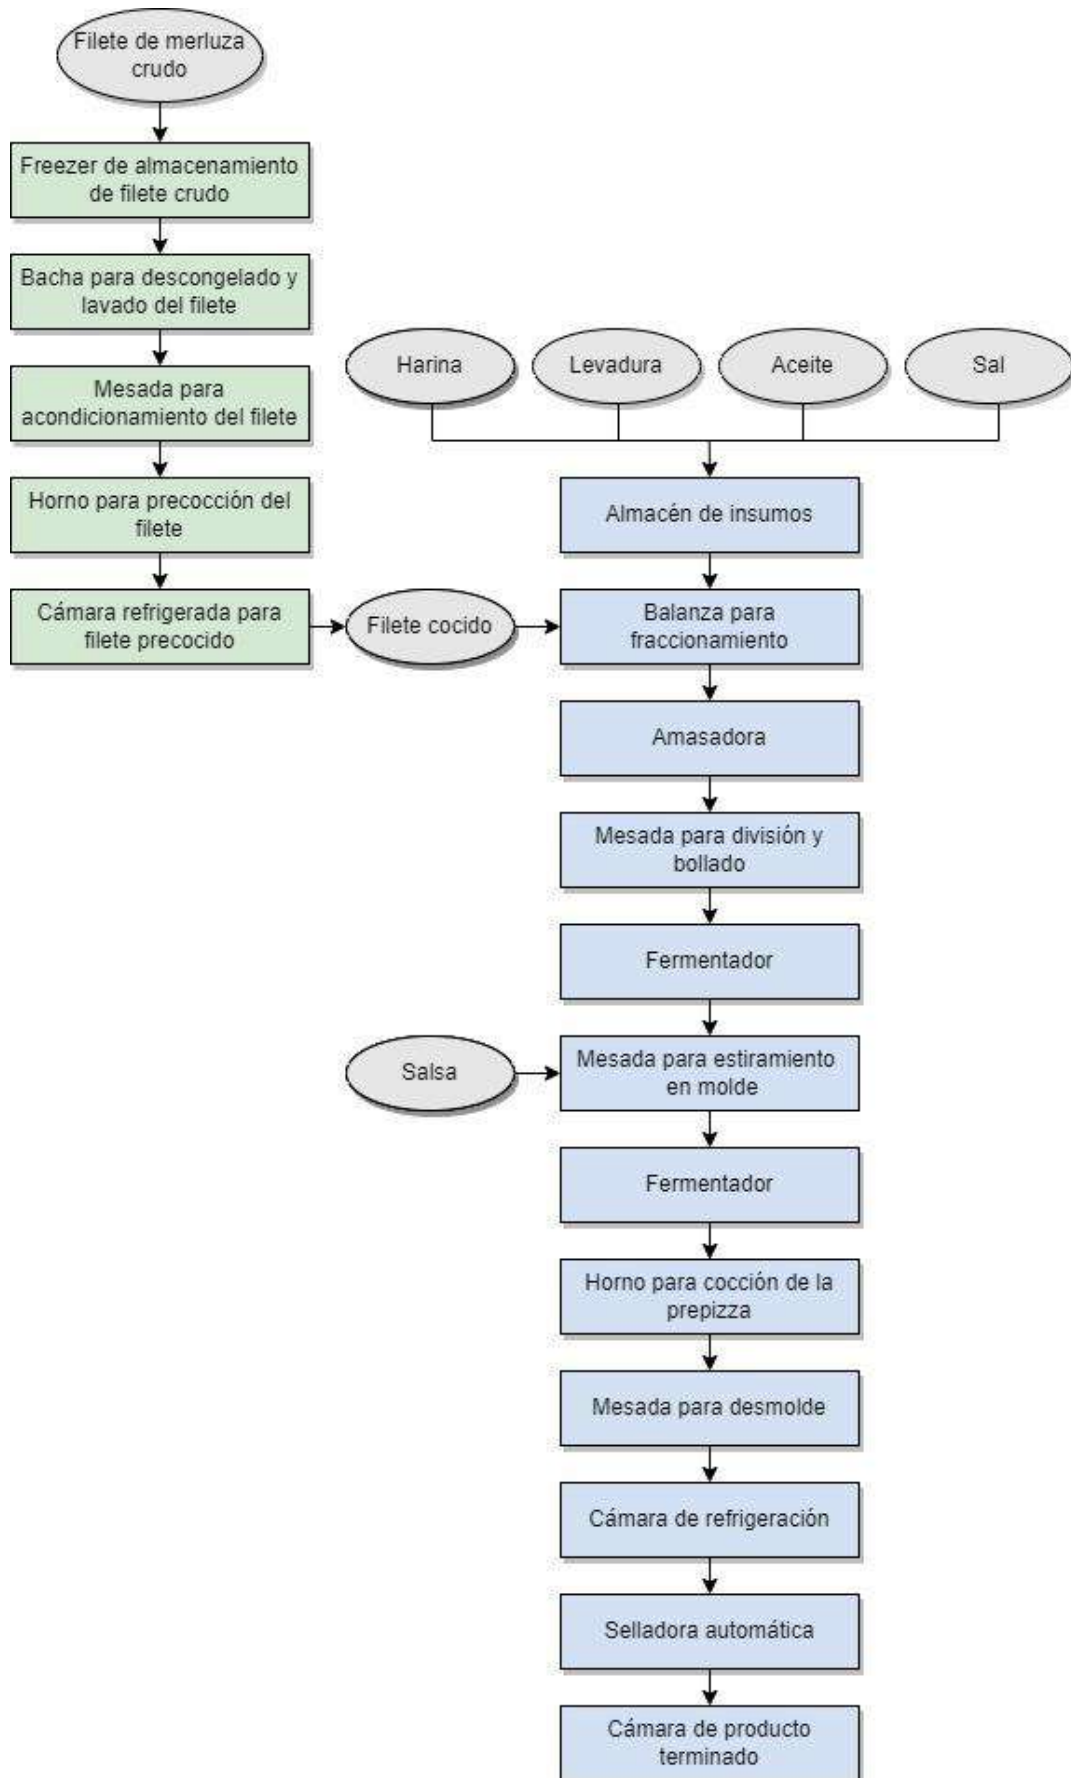 Filete de merluza
crudo
Freezer de almacenamiento
de filete crudo
Bacha para descongelado y
lavado del filete
Mesada para
acondicionamiento del filete
Horno para precocción del
filete
Cámara refrigerada para
filete precocido
Filete cocido
Harina
Levadura
Aceite
Sal
Almacén de insumos
Balanza para
fraccionamiento
Amasadora
Mesada para división y
bollado
Fermentador
Salsa
Mesada para estiramiento
en molde
Fermentador
Horno para cocción de la
prepizza
Mesada para desmolde
Cámara de refrigeración
Selladora automática
Cámara de producto
terminado